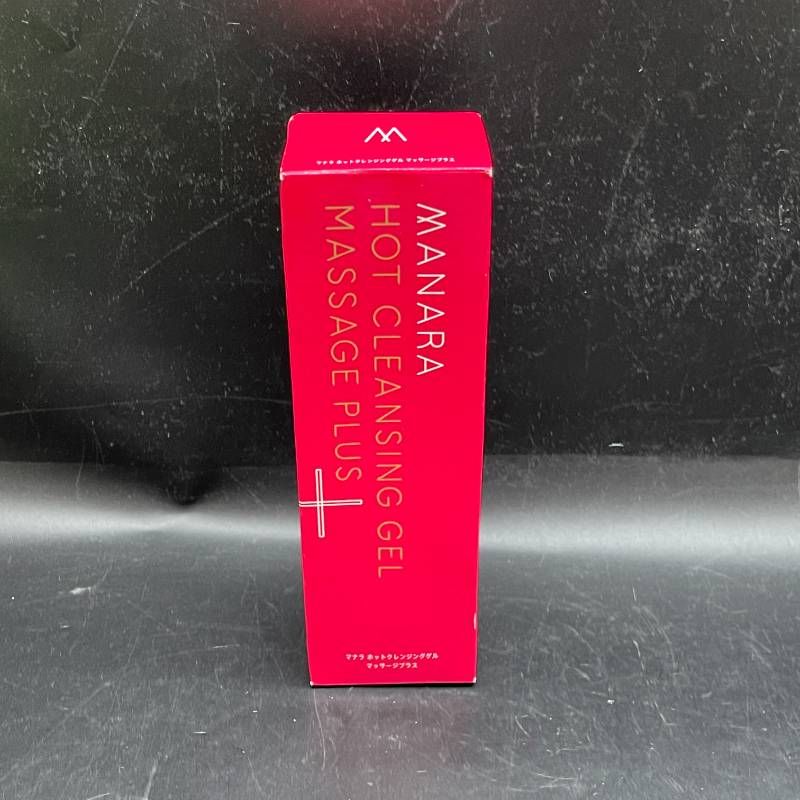 マナラ ホットクレンジングゲル マッサージプラス
MANARA
HOT CLEANSING GEL
MASSAGE PLUS
マナラ ホットクレンジングゲル
マッサージプラス